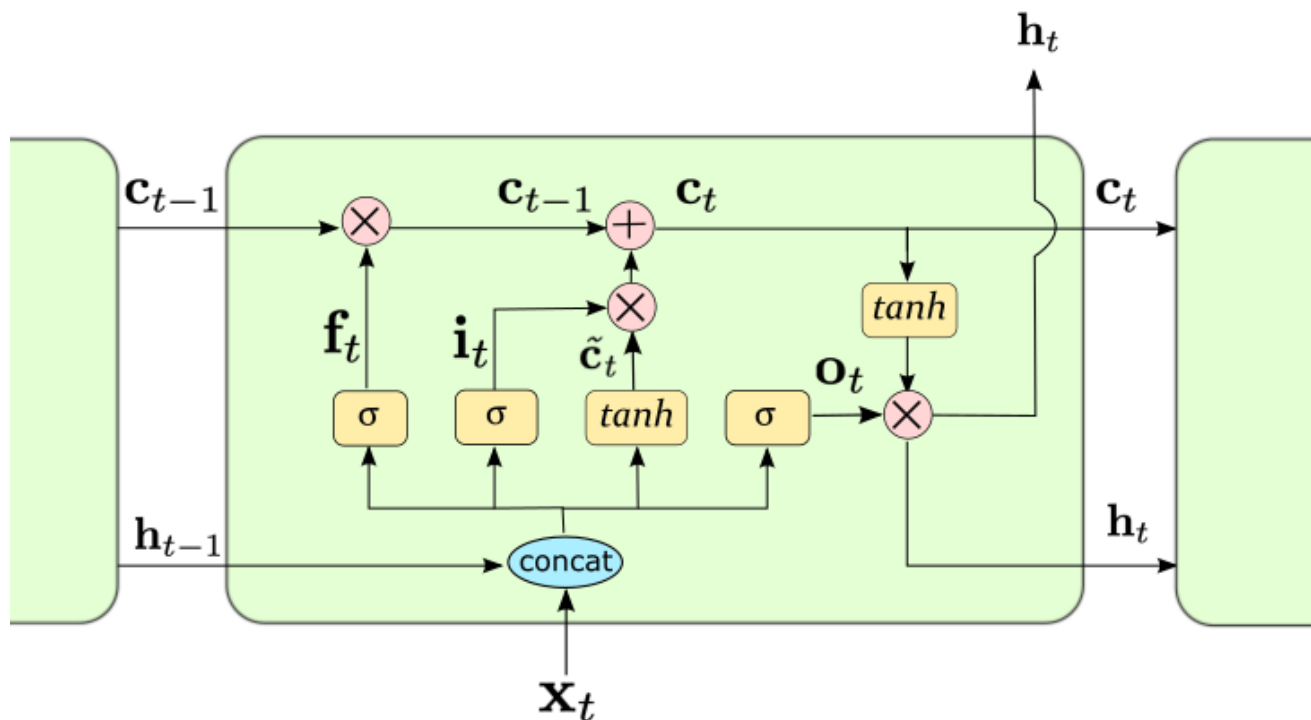 h_t
c_{t−1}
×
c_{t−1}
+
c_t
c_t
tanh
f_t
i_t
×
c̃_t
o_t
σ
σ
tanh
σ
×
h_{t−1}
concat
h_t
x_t